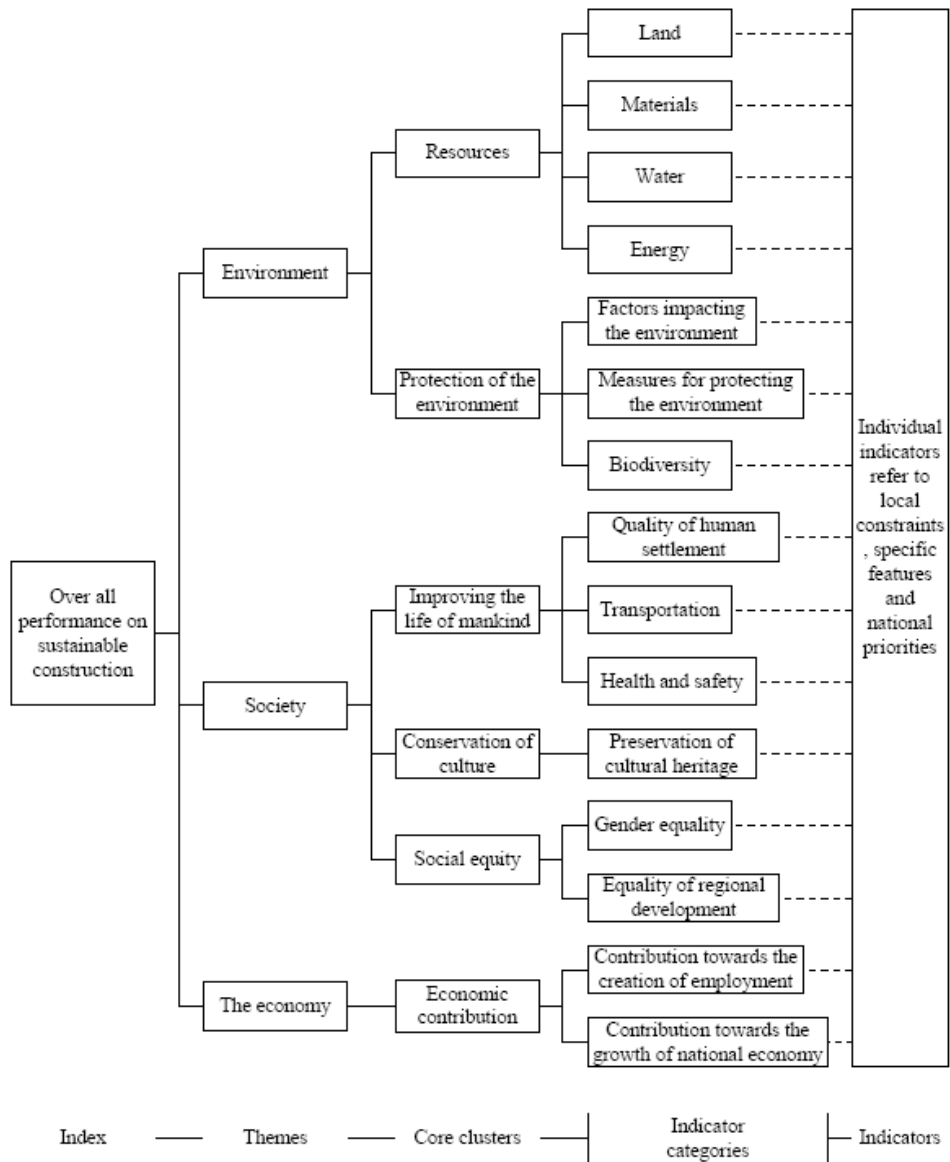 Land
Materials
Resources
Water
Energy
Environment
Factors impacting
the environment
Protection of the
environment
Measures for protecting
the environment
Biodiversity
Quality of human
settlement
Over all
performance on
sustainable
construction
Improving the
life of mankind
Transportation
Health and safety
Society
Conservation of
culture
Preservation of
cultural heritage
Gender equality
Social equity
Equality of regional
development
Contribution towards the
creation of employment
The economy
Economic
contribution
Contribution towards the
growth of national economy
Individual
indicators
refer to
local
constraints
, specific
features
and
national
priorities
Index
Themes
Core clusters
Indicator
categories
Indicators